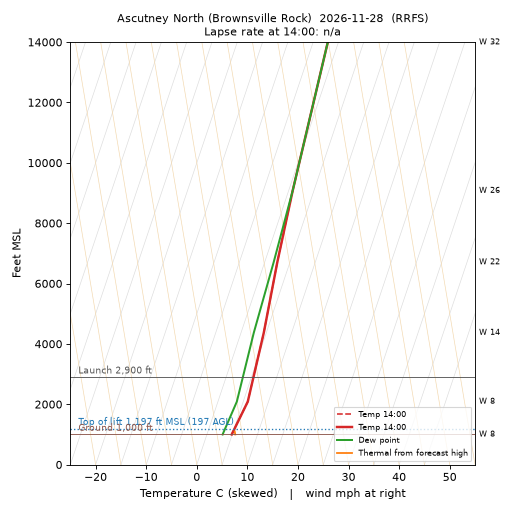 Ascutney North (Brownsville Rock)  2026-11-28  (RRFS)
Lapse rate at 14:00: n/a
14000
12000
10000
8000
6000
4000
2000
0
Feet MSL
W 32
W 26
W 22
W 14
W 8
W 8
Launch 2,900 ft
Top of lift 1,197 ft MSL (197 AGL)
Ground 1,000 ft
Temp 14:00
Temp 14:00
Dew point
Thermal from forecast high
−20 −10 0 10 20 30 40 50
Temperature C (skewed)   |   wind mph at right